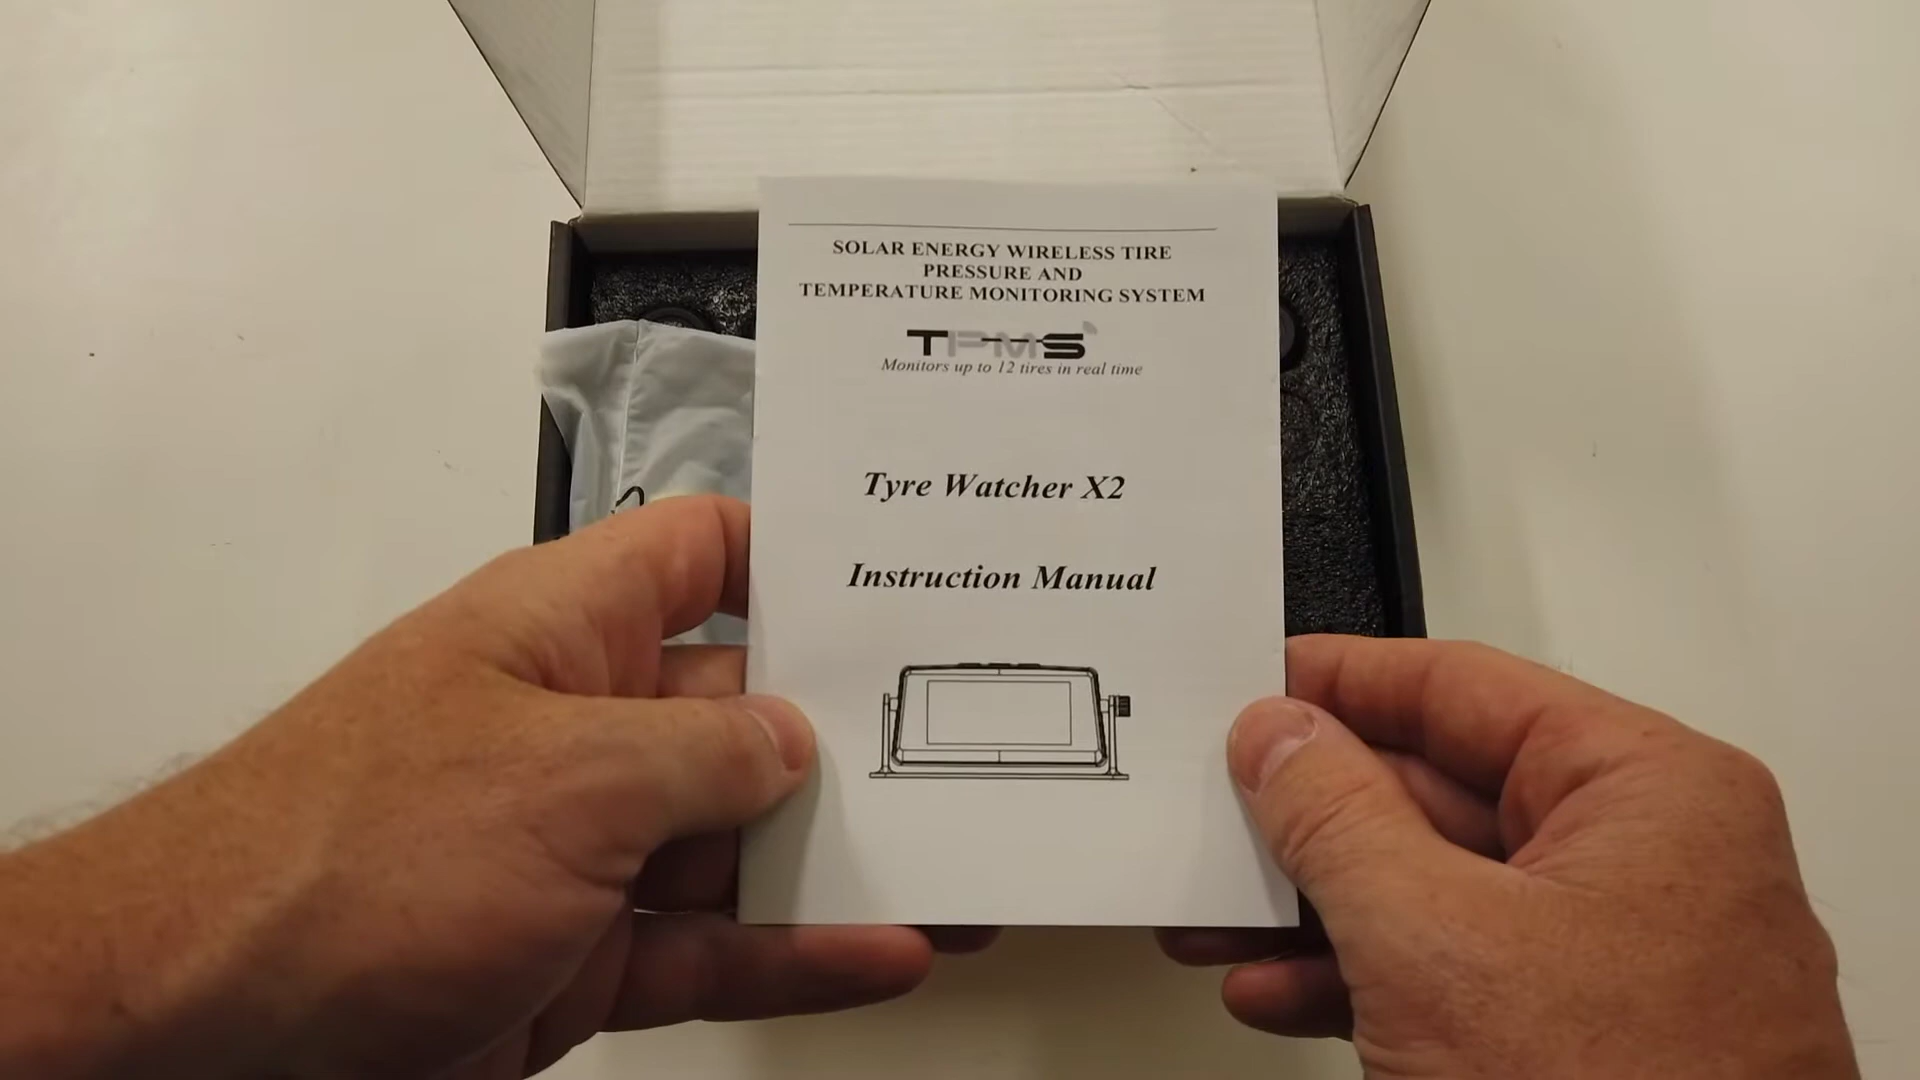 SOLAR ENERGY WIRELESS TIRE
PRESSURE AND
TEMPERATURE MONITORING SYSTEM
TPMS
Monitors up to 12 tires in real time
Tyre Watcher X2
Instruction Manual